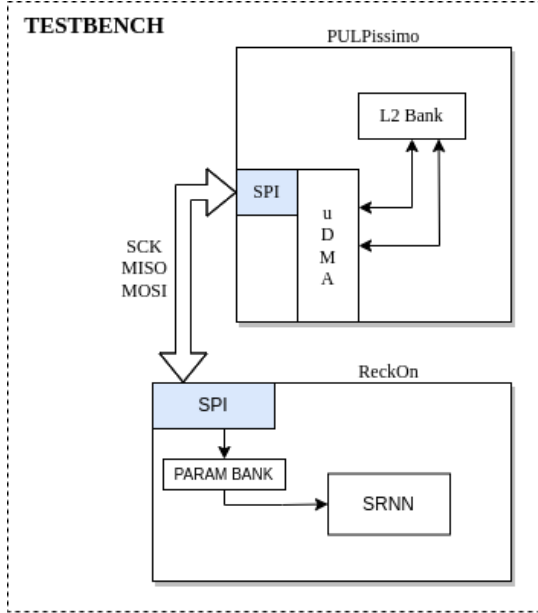 TESTBENCH
PULPissimo
L2 Bank
SPI
u
D
M
A
SCK
MISO
MOSI
ReckOn
SPI
PARAM BANK
SRNN